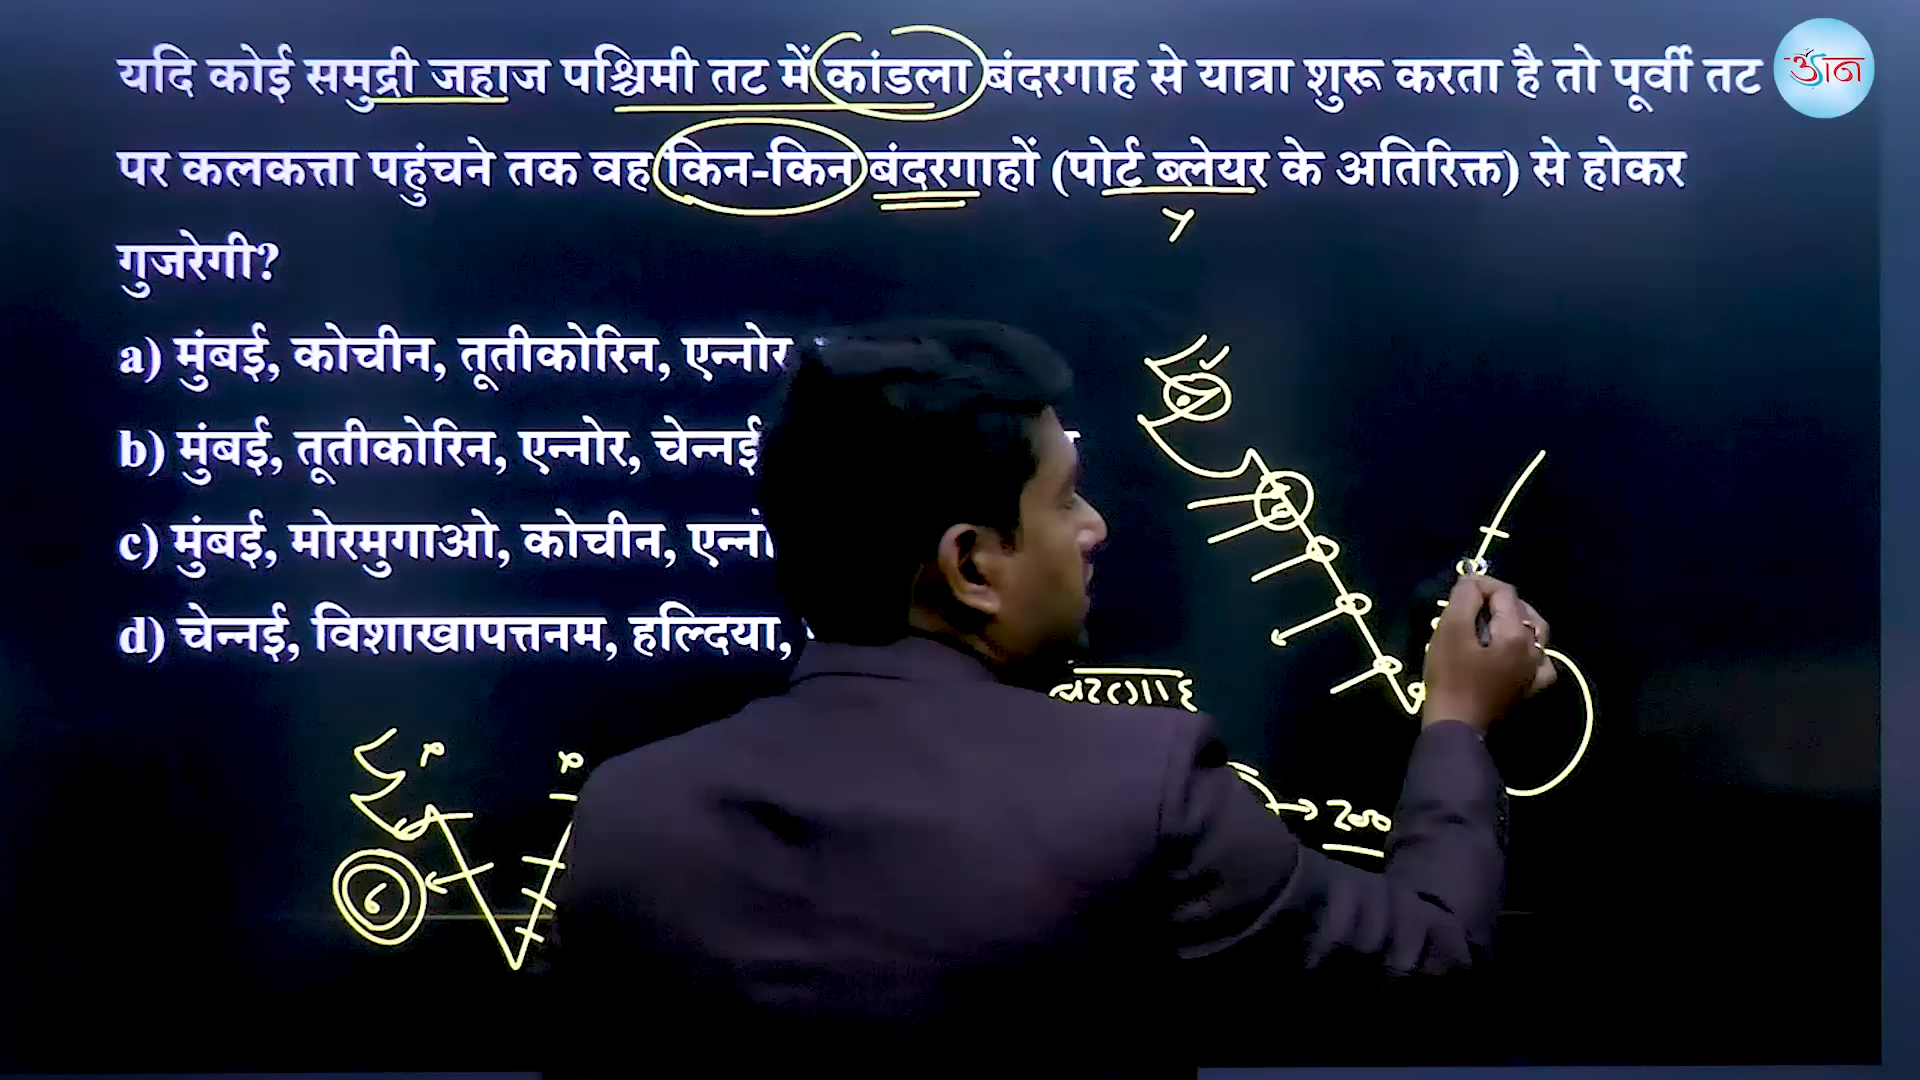 यदि कोई समुद्री जहाज पश्चिमी तट में कांडला बंदरगाह से यात्रा शुरू करता है तो पूर्वी तट
पर कलकत्ता पहुंचने तक वह किन-किन बंदरगाहों (पोर्ट ब्लेयर के अतिरिक्त) से होकर
गुजरेगी?
a) मुंबई, कोचीन, तूतीकोरिन, एन्नोर
b) मुंबई, तूतीकोरिन, एन्नोर, चेन्नई
c) मुंबई, मोरमुगाओ, कोचीन,
d) चेन्नई, विशाखापत्तनम, हल्दिया,